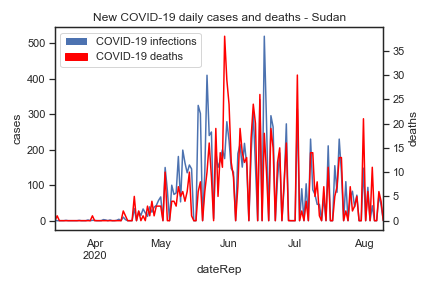 New COVID-19 daily cases and deaths - Sudan
COVID-19 infections
COVID-19 deaths
cases
500
400
300
200
100
0
deaths
35
30
25
20
15
10
5
0
Apr
2020
May
Jun
Jul
Aug
dateRep